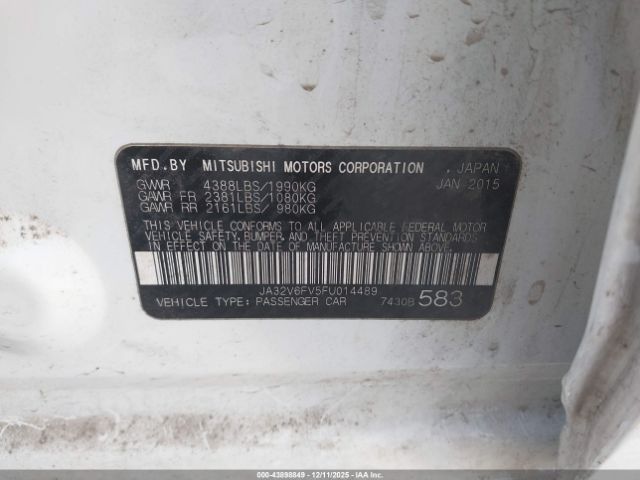 MFD. BY MITSUBISHI MOTORS CORPORATION . JAPAN
JAN 2015
GVWR 4388LBS/1990KG
GAWR FR 2381LBS/1080KG
GAWR RR 2161LBS/ 980KG
THIS VEHICLE CONFORMS TO ALL APPLICABLE FEDERAL MOTOR
VEHICLE SAFETY,BUMPER AND THEFT PREVENTION STANDARDS
IN EFFECT ON THE DATE OF MANUFACTURE SHOWN ABOVE.
JA32V6FV5FU014489
VEHICLE TYPE: PASSENGER CAR 7430B 583
000-43898849 - 12/11/2025 - IAAI.COM